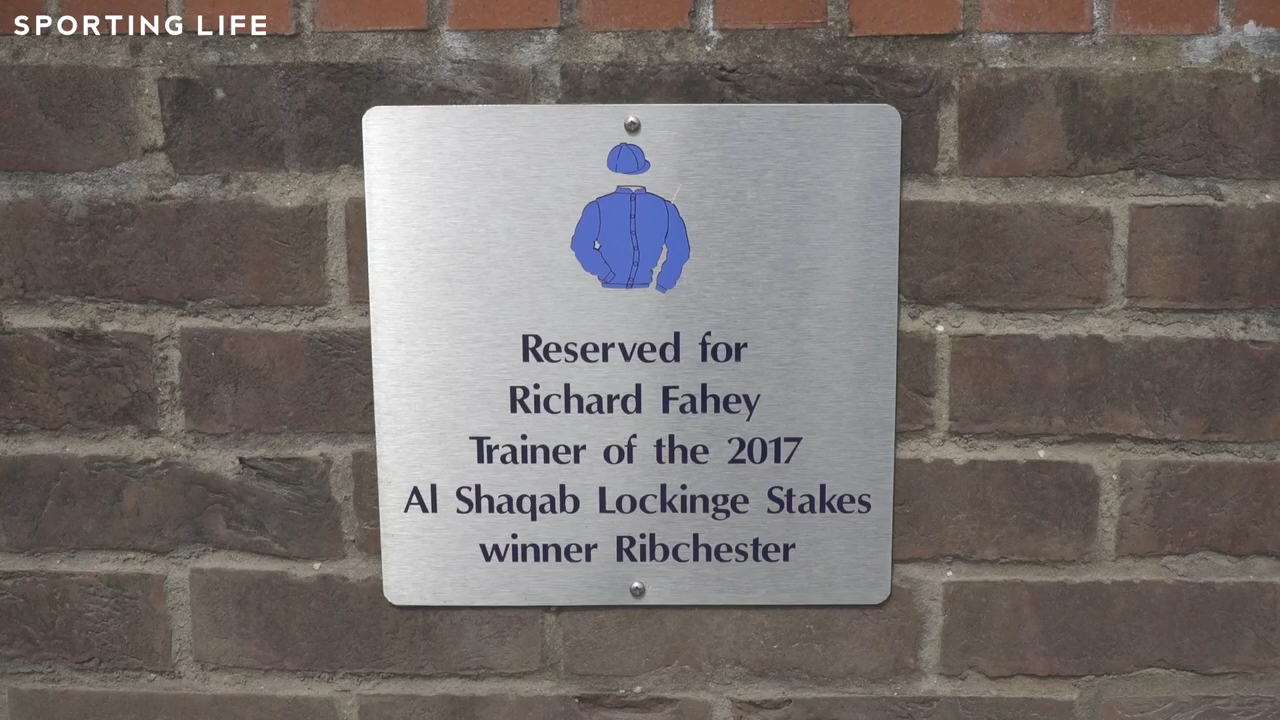 SPORTING LIFE
Reserved for
Richard Fahey
Trainer of the 2017
Al Shaqab Lockinge Stakes
winner Ribchester